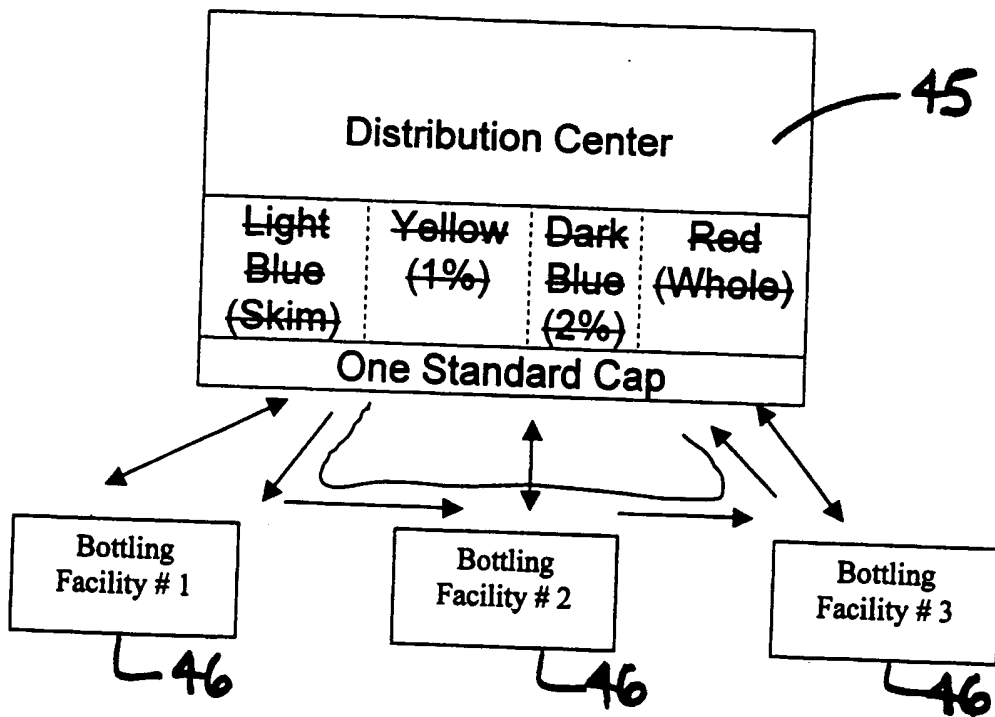 45
Distribution Center
Light Blue (Skim)
Yellow (1%)
Dark Blue (2%)
Red (Whole)
One Standard Cap
Bottling
Facility # 1
Bottling
Facility # 2
Bottling
Facility # 3
46
46
46